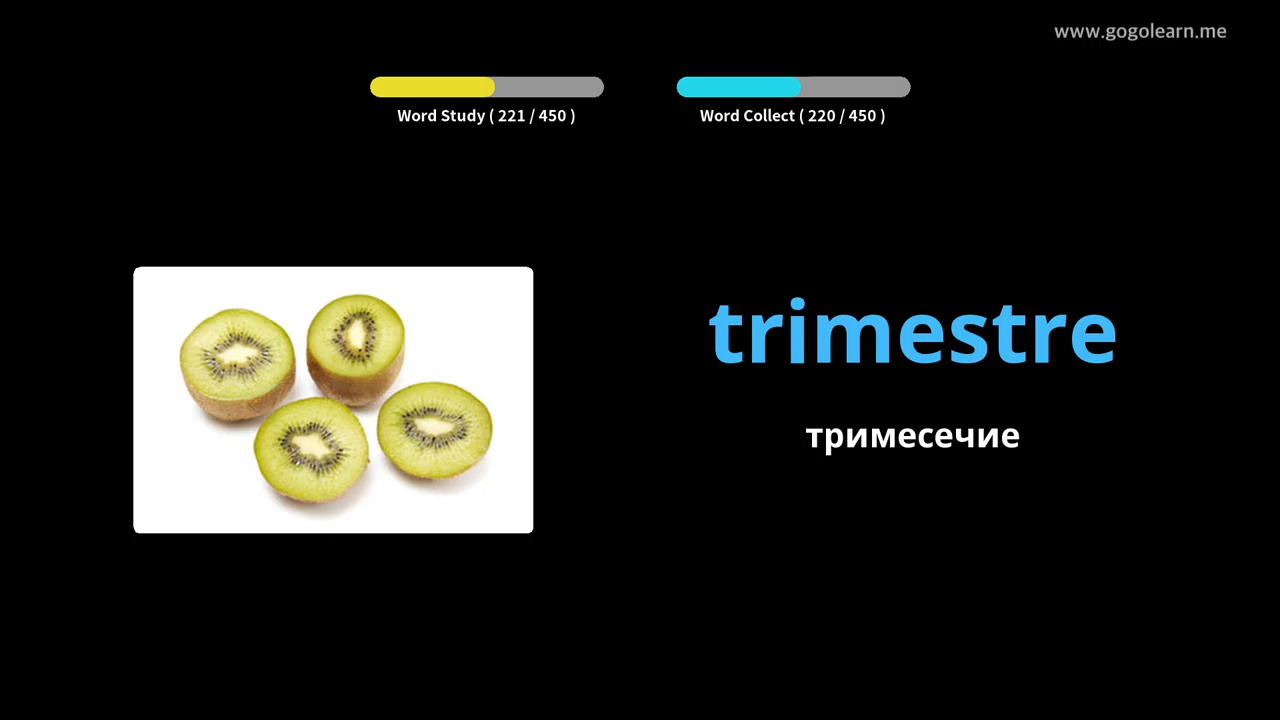 www.gogolearn.me
Word Study ( 221 / 450 )
Word Collect ( 220 / 450 )
trimestre
тримесечие